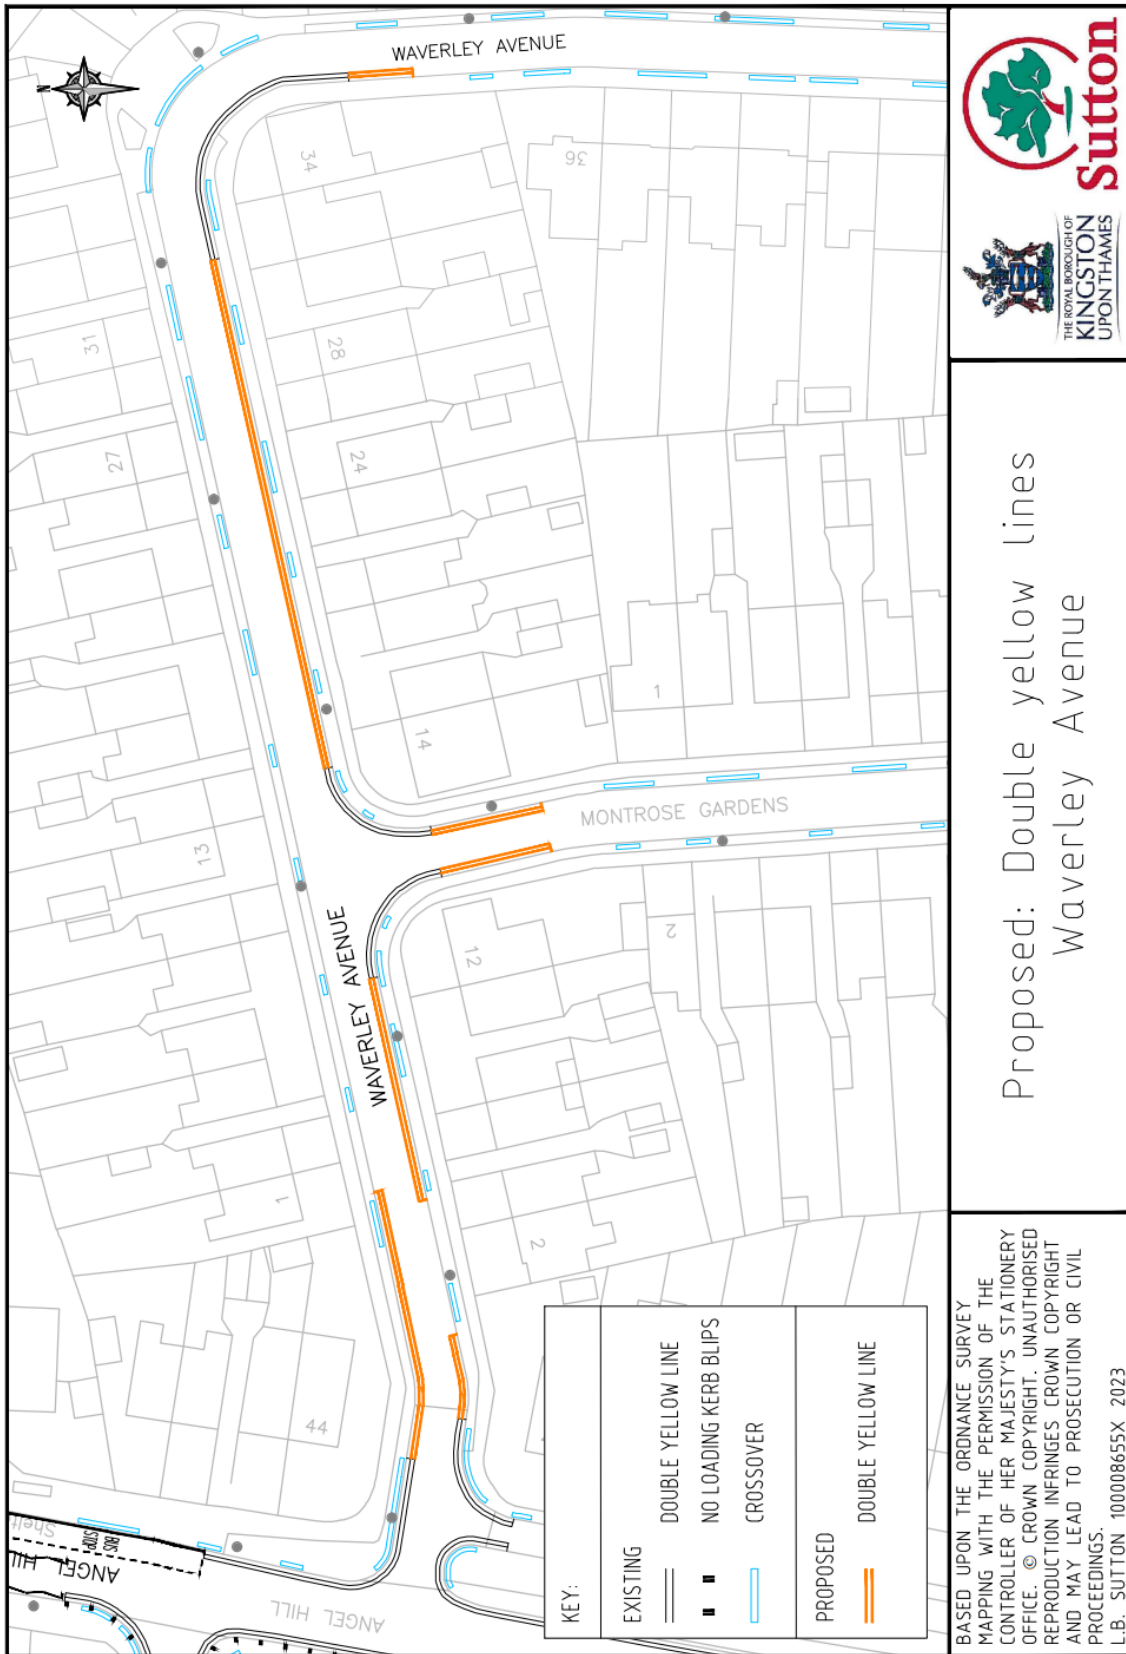 WAVERLEY AVENUE
N
34
36
31
28
27
24
14
1
13
MONTROSE GARDENS
WAVERLEY AVENUE
12
2
1
2
44
Shelt
BUS
STOP
ANGEL HILL
ANGEL HILL
KEY:
EXISTING
DOUBLE YELLOW LINE
NO LOADING KERB BLIPS
CROSSOVER
PROPOSED
DOUBLE YELLOW LINE
BASED UPON THE ORDNANCE SURVEY
MAPPING WITH THE PERMISSION OF THE
CONTROLLER OF HER MAJESTY'S STATIONERY
OFFICE. © CROWN COPYRIGHT. UNAUTHORISED
REPRODUCTION INFRINGES CROWN COPYRIGHT
AND MAY LEAD TO PROSECUTION OR CIVIL
PROCEEDINGS.
L.B. SUTTON 100008655X 2023
Proposed: Double yellow lines
Waverley Avenue
THE ROYAL BOROUGH OF
KINGSTON
UPON THAMES
Sutton